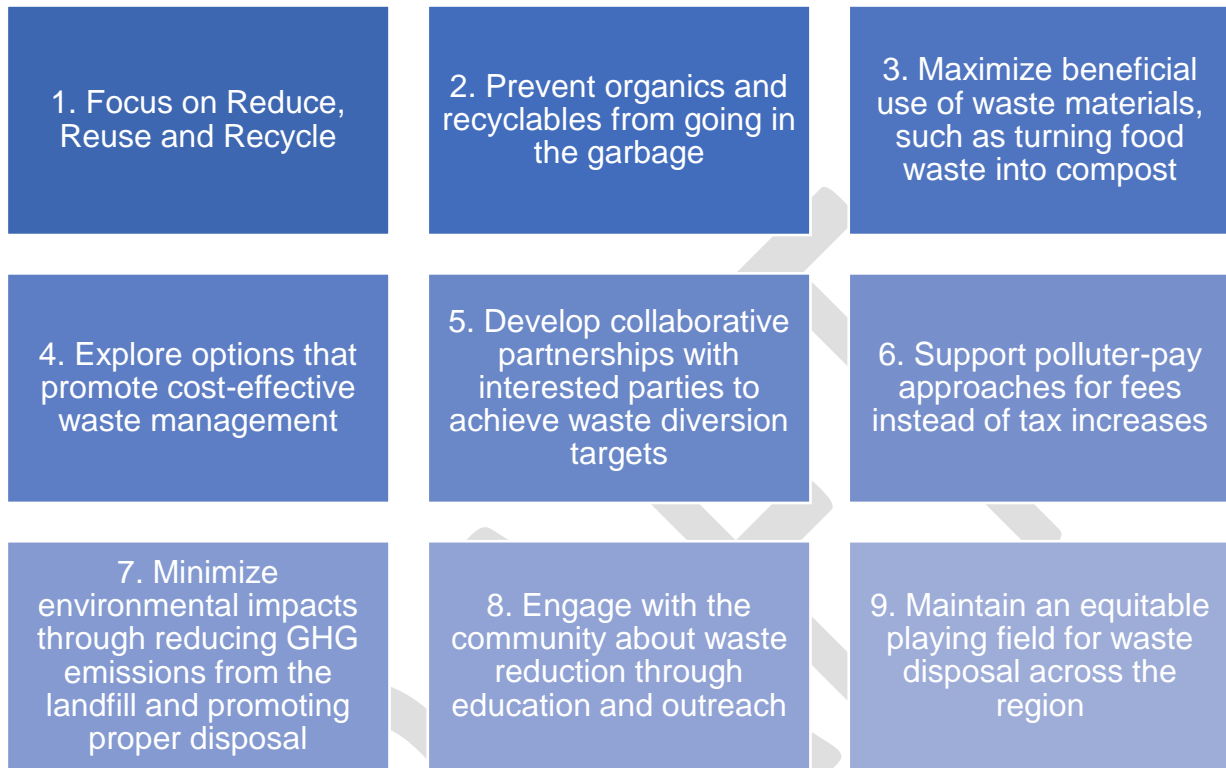 1. Focus on Reduce,
Reuse and Recycle
2. Prevent organics and
recyclables from going in
the garbage
3. Maximize beneficial
use of waste materials,
such as turning food
waste into compost
4. Explore options that
promote cost-effective
waste management
5. Develop collaborative
partnerships with
interested parties to
achieve waste diversion
targets
6. Support polluter-pay
approaches for fees
instead of tax increases
7. Minimize
environmental impacts
through reducing GHG
emissions from the
landfill and promoting
proper disposal
8. Engage with the
community about waste
reduction through
education and outreach
9. Maintain an equitable
playing field for waste
disposal across the
region